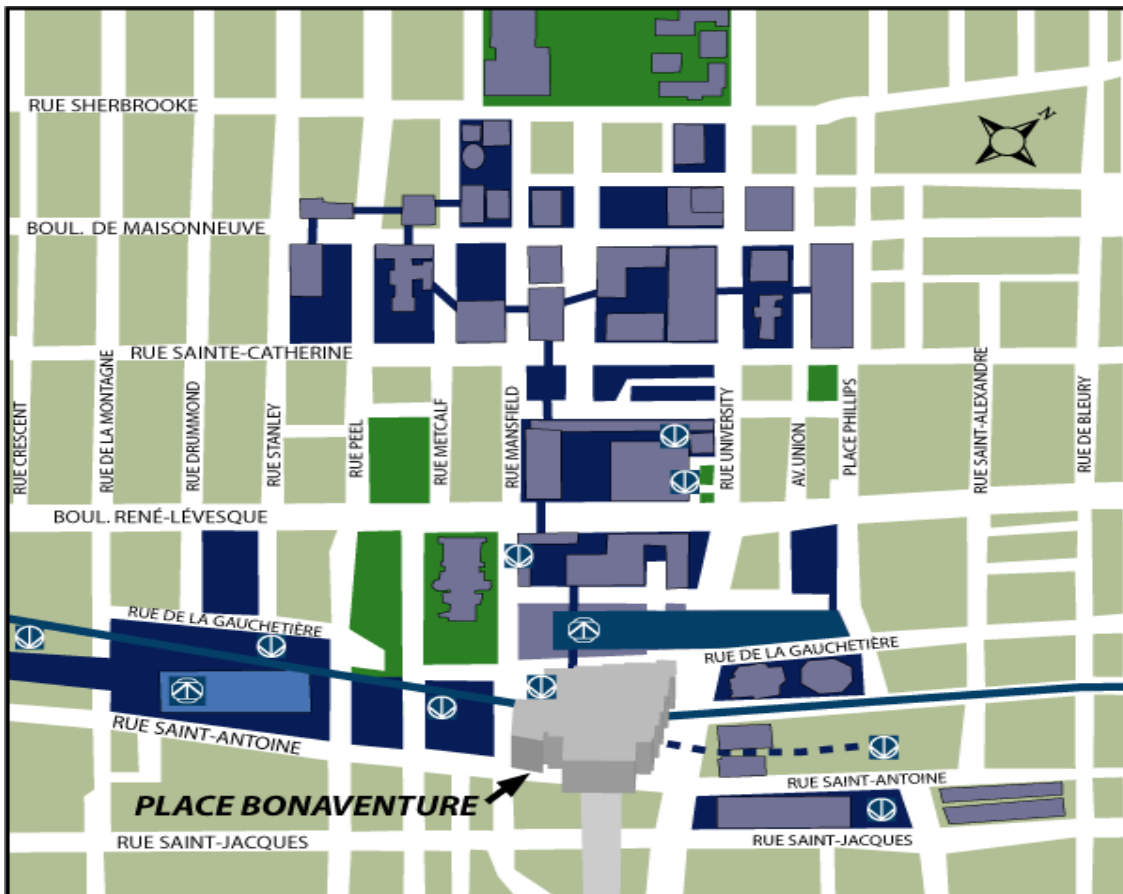 N
RUE SHERBROOKE
BOUL. DE MAISONNEUVE
RUE SAINTE-CATHERINE
RUE CRESCENT
RUE DE LA MONTAGNE
RUE DRUMMOND
RUE STANLEY
RUE PEEL
RUE METCALF
RUE MANSFIELD
RUE UNIVERSITY
AV. UNION
PLACE PHILLIPS
RUE SAINT-ALEXANDRE
RUE DE BLEURY
BOUL. RENÉ-LÉVESQUE
RUE DE LA GAUCHETIÈRE
RUE DE LA GAUCHETIÈRE
RUE SAINT-ANTOINE
RUE SAINT-ANTOINE
PLACE BONAVENTURE
RUE SAINT-JACQUES
RUE SAINT-JACQUES